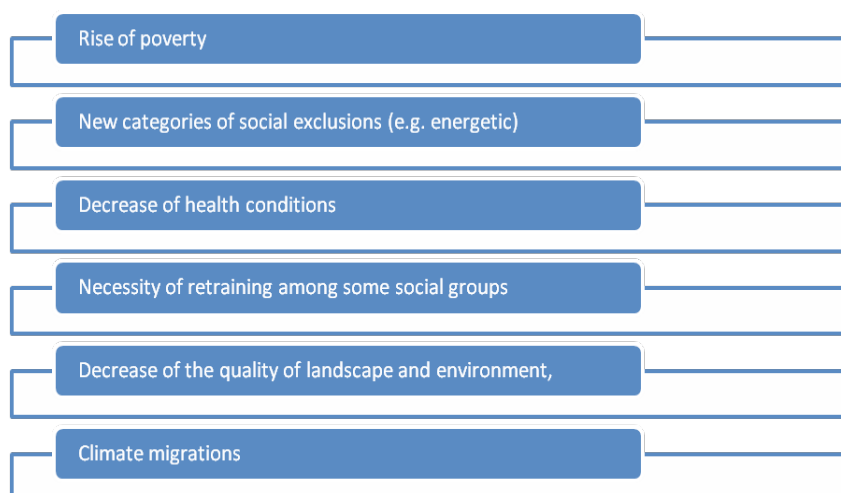 Rise of poverty
New categories of social exclusions (e.g. energetic)
Decrease of health conditions
Necessity of retraining among some social groups
Decrease of the quality of landscape and environment,
Climate migrations